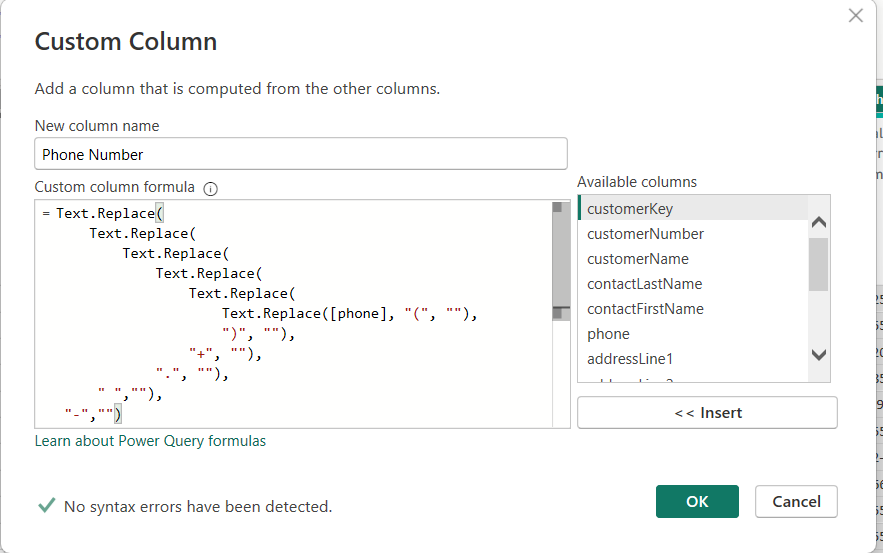 Custom Column
Add a column that is computed from the other columns.
New column name
Phone Number
Custom column formula
= Text.Replace(
Text.Replace(
Text.Replace(
Text.Replace(
Text.Replace(
Text.Replace([phone], "(", ""),
")", ""),
"+", ""),
".", ""),
" ",""),
"-","")
Learn about Power Query formulas
Available columns
customerKey
customerNumber
customerName
contactLastName
contactFirstName
phone
addressLine1
<< Insert
No syntax errors have been detected.
OK
Cancel